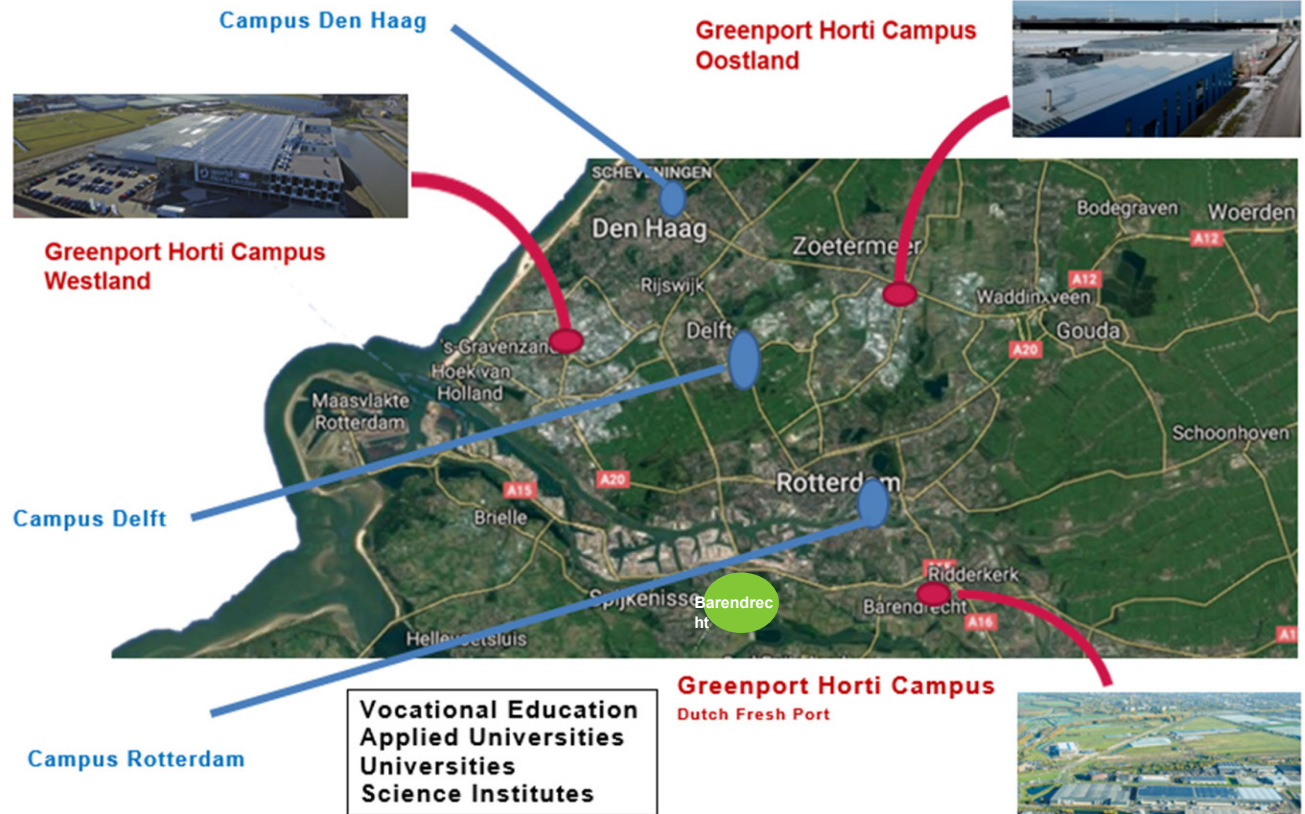 Campus Den Haag
Greenport Horti Campus
Oostland
Greenport Horti Campus
Westland
SCHEVENINGEN
Den Haag
Bodegraven
Woerden
A12
Zoetermeer
Rijswijk
A12
Waddinxveen
Delft
Gouda
's-Gravenzand
A20
Hoek van
Holland
Maasvlakte
Rotterdam
Schoonhoven
A20
Rotterdam
A15
Brielle
Campus Delft
Ridderkerk
Spijkenisse
Barendrec
ht
Barendrecht
A16
Hellevoetsluis
Greenport Horti Campus
Dutch Fresh Port
Vocational Education
Applied Universities
Universities
Science Institutes
Campus Rotterdam